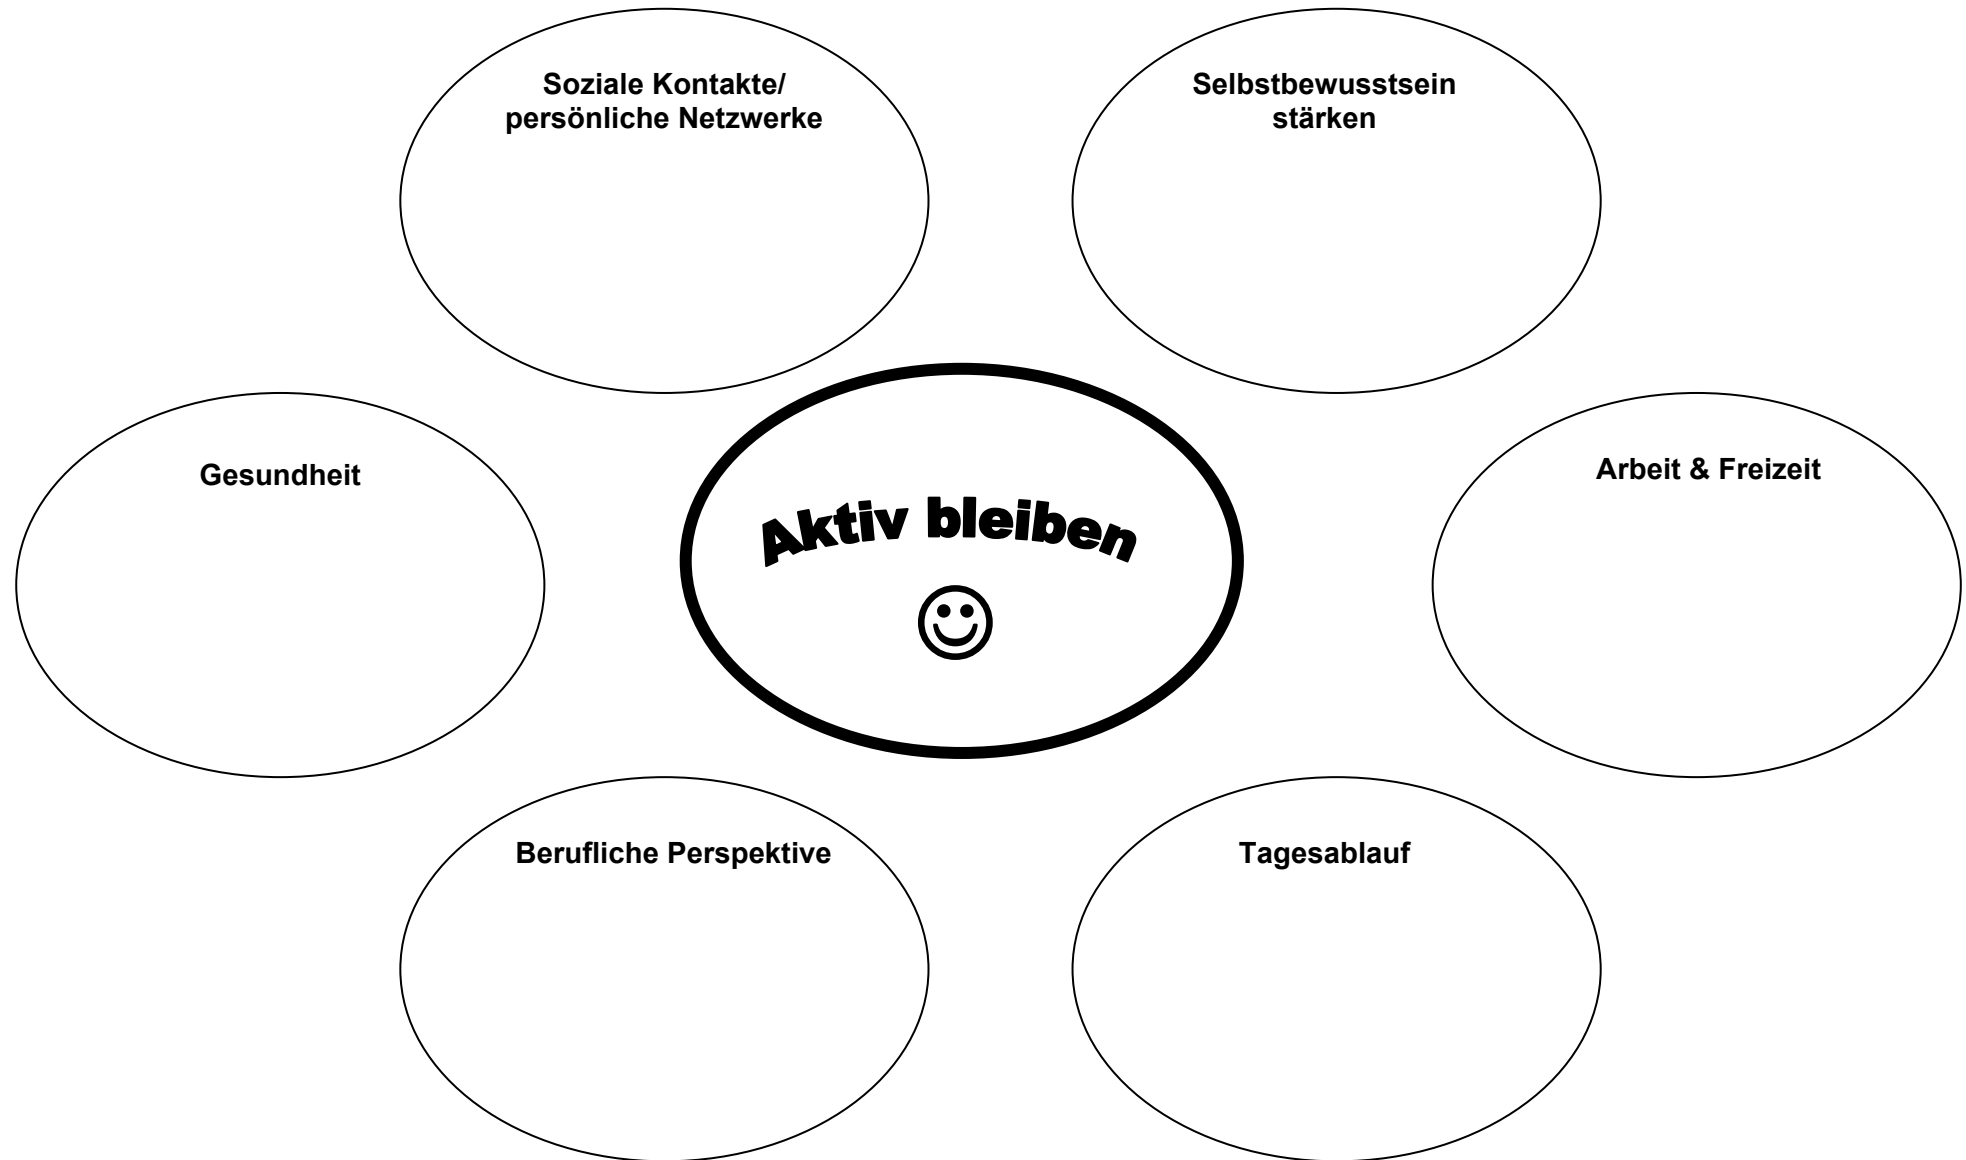 Soziale Kontakte/
persönliche Netzwerke
Selbstbewusstsein
stärken
Gesundheit
Aktiv bleiben
Arbeit & Freizeit
Berufliche Perspektive
Tagesablauf